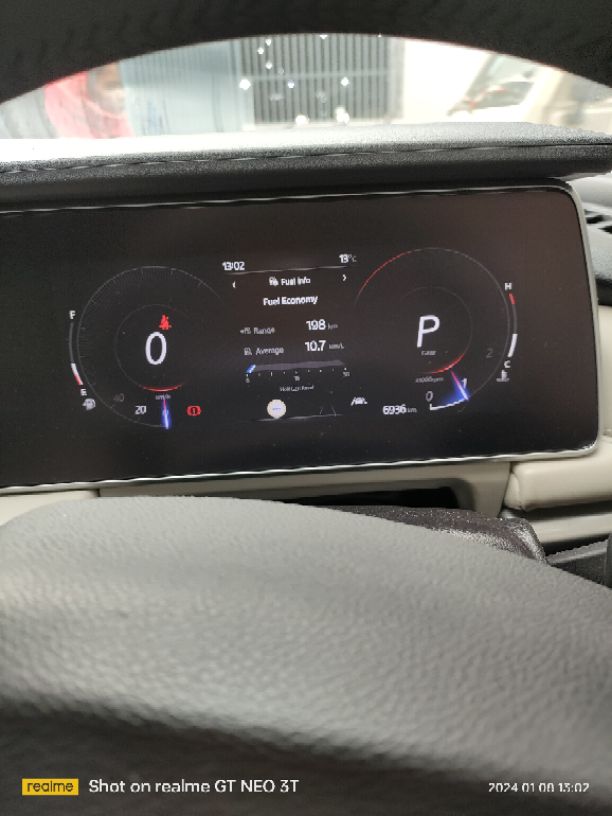 13:02 13°C
Fuel Info
Fuel Economy
F H
Range 198 km
Average 10.7 km/L
0 P
E C
40 2
20 0 1
6936 km
realme Shot on realme GT NEO 3T
2024 01 08 13:02